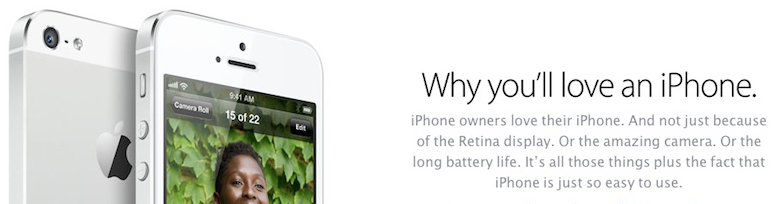 9:41 AM
Camera Roll
15 of 22
Edit
Why you'll love an iPhone.
iPhone owners love their iPhone. And not just because
of the Retina display. Or the amazing camera. Or the
long battery life. It's all those things plus the fact that
iPhone is just so easy to use.